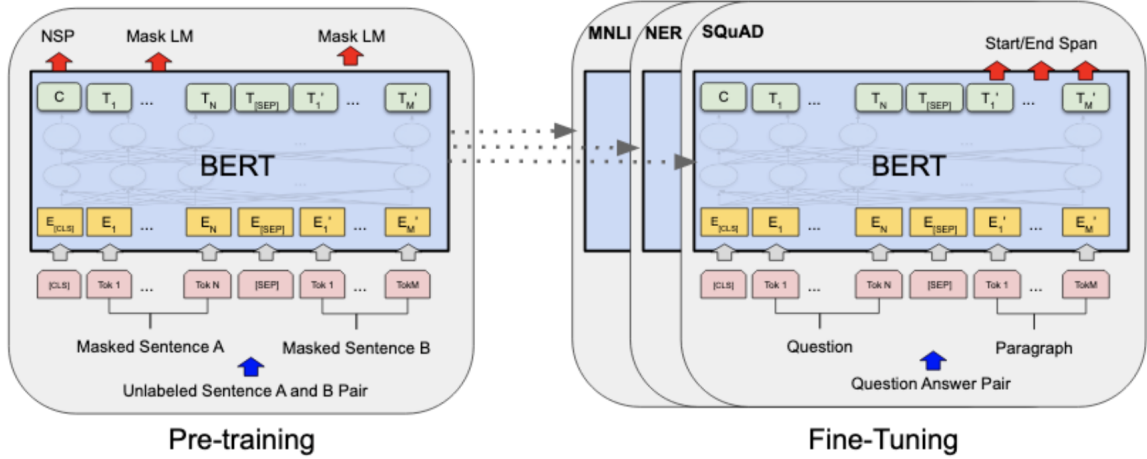 NSP Mask LM Mask LM
C T1 ... TN T[SEP] T1' ... TM'
BERT
E[CLS] E1 ... EN E[SEP] E1' ... EM'
[CLS] Tok 1 ... Tok N [SEP] Tok 1 ... TokM
Masked Sentence A Masked Sentence B
Unlabeled Sentence A and B Pair
Pre-training
MNLI NER SQuAD
Start/End Span
C T1 ... TN T[SEP] T1' ... TM'
BERT
E[CLS] E1 ... EN E[SEP] E1' ... EM'
[CLS] Tok 1 ... Tok N [SEP] Tok 1 ... TokM
Question Paragraph
Question Answer Pair
Fine-Tuning